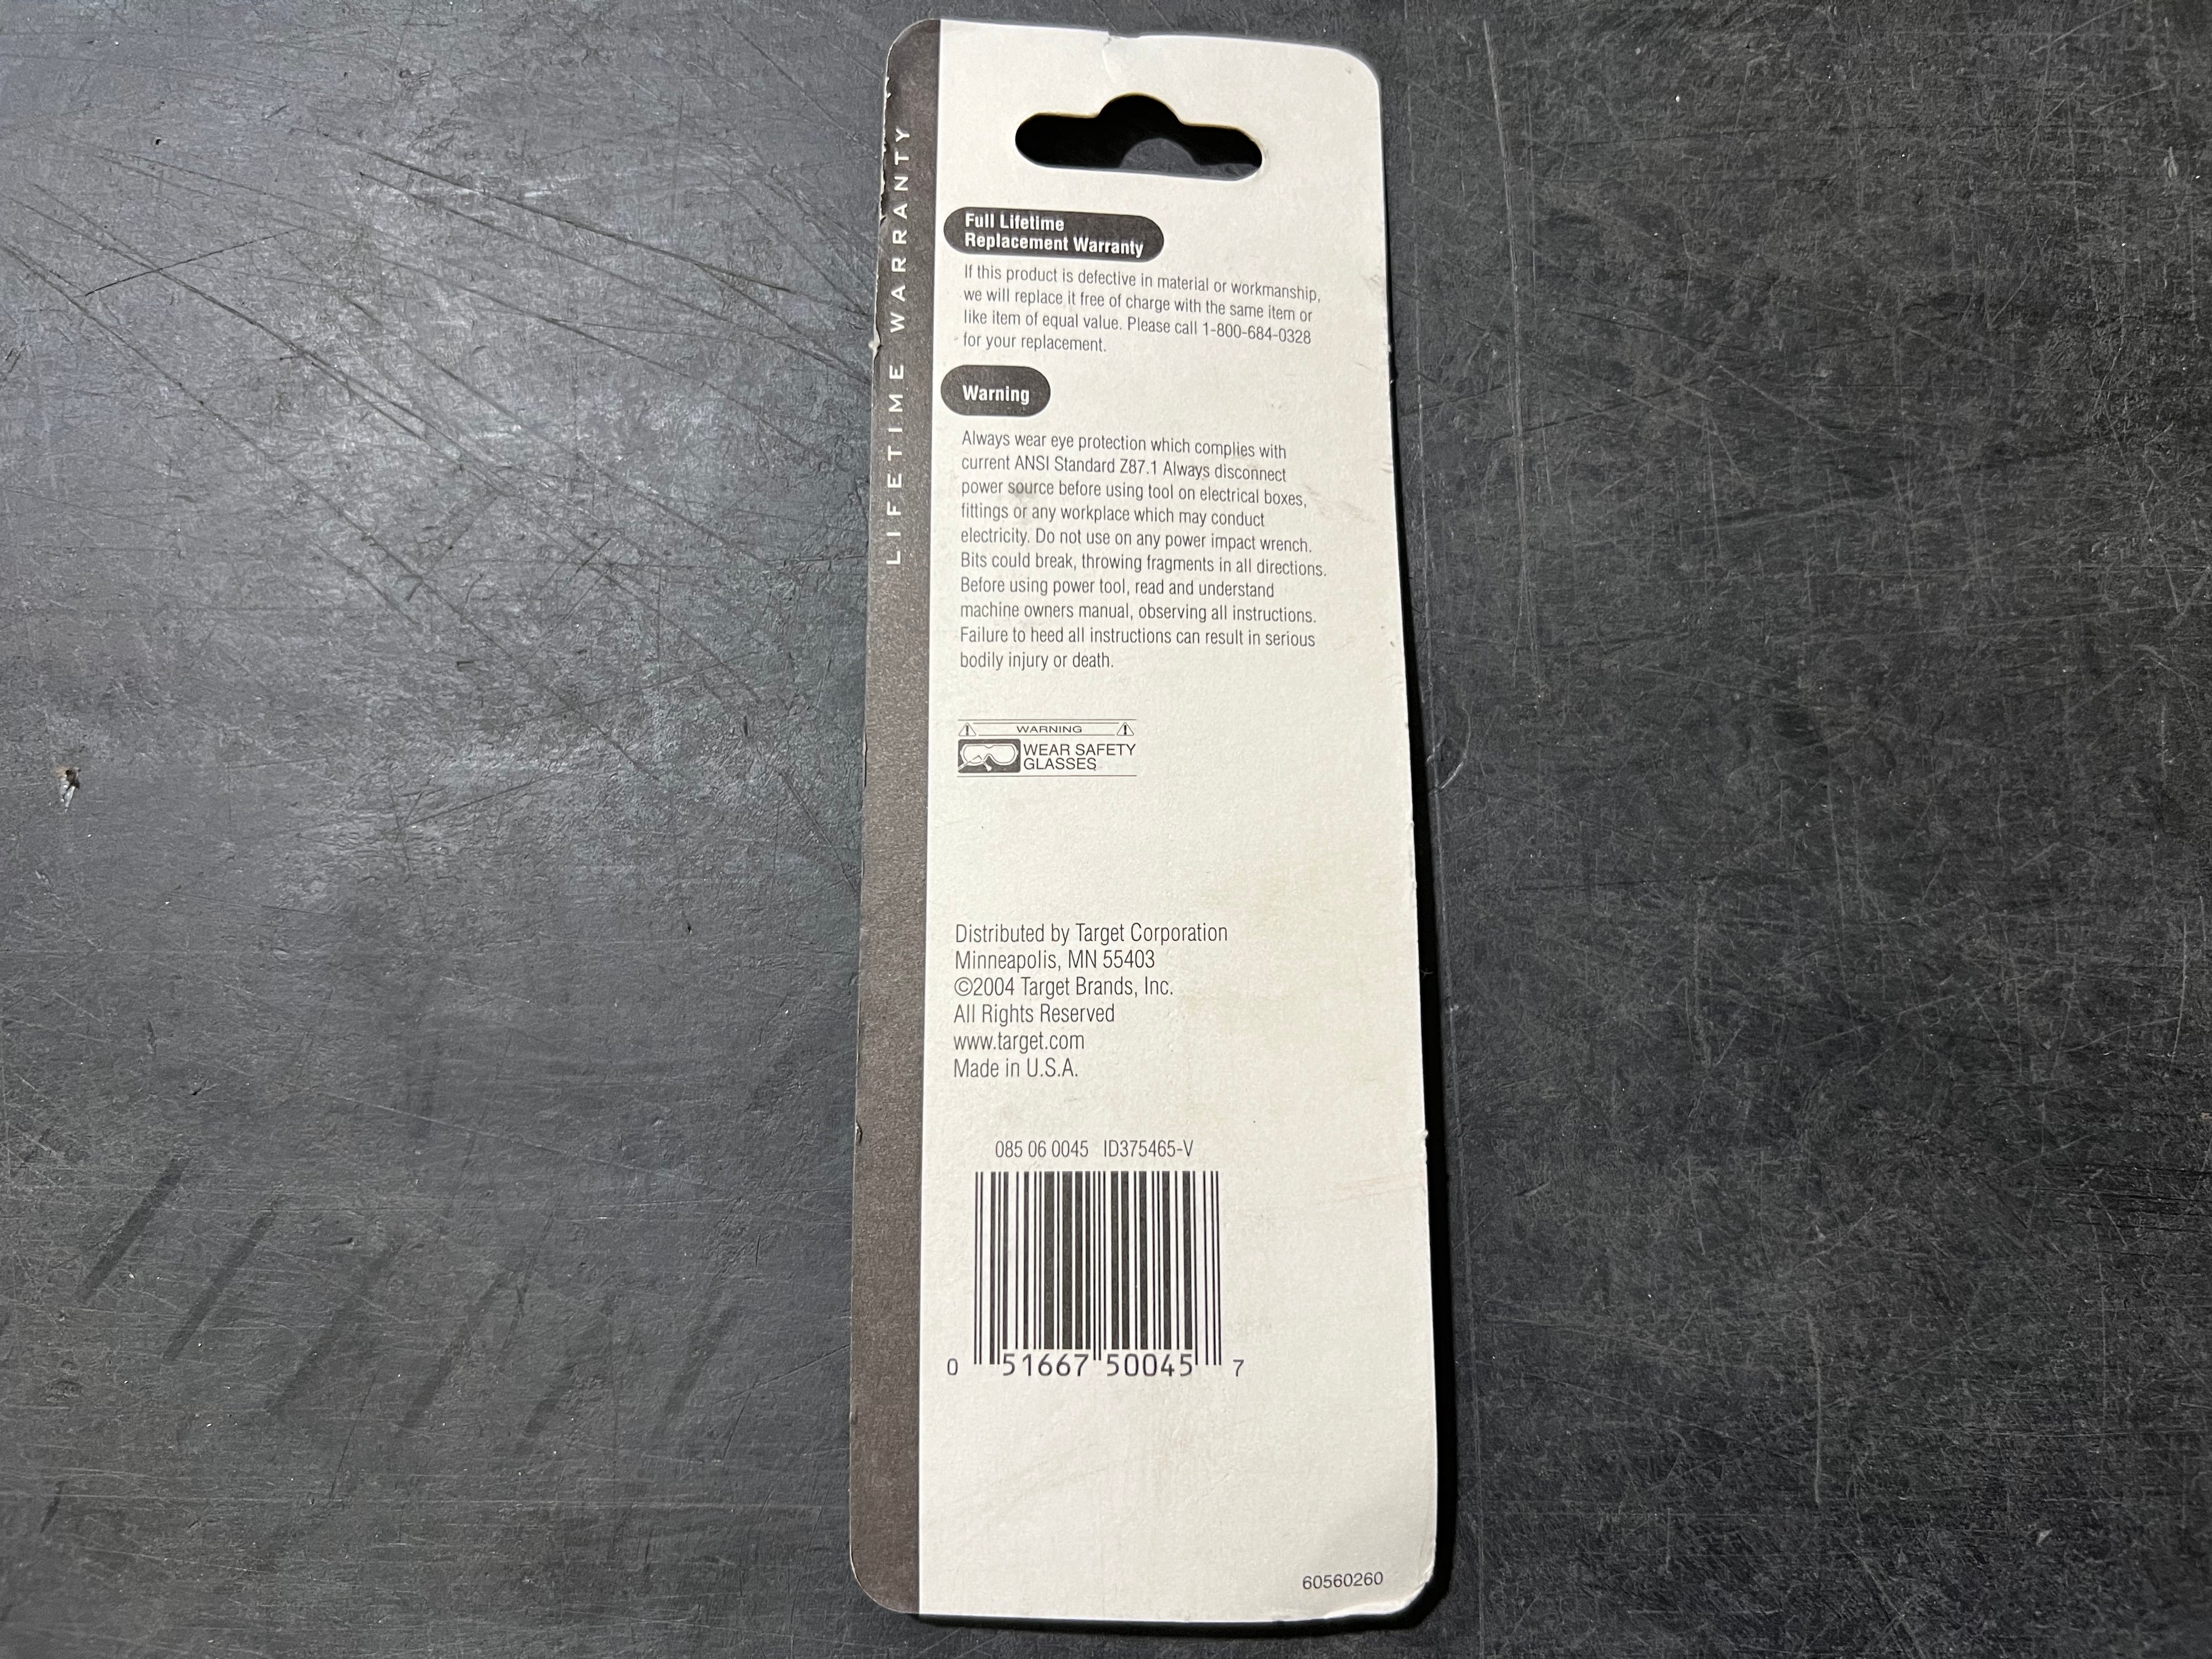 LIFETIME WARRANTY
Full Lifetime
Replacement Warranty
If this product is defective in material or workmanship,
we will replace it free of charge with the same item or
like item of equal value. Please call 1-800-684-0328
for your replacement.
Warning
Always wear eye protection which complies with
current ANSI Standard Z87.1 Always disconnect
power source before using tool on electrical boxes,
fittings or any workplace which may conduct
electricity. Do not use on any power impact wrench.
Bits could break, throwing fragments in all directions.
Before using power tool, read and understand
machine owners manual, observing all instructions.
Failure to heed all instructions can result in serious
bodily injury or death.
WARNING
WEAR SAFETY
GLASSES
Distributed by Target Corporation
Minneapolis, MN 55403
©2004 Target Brands, Inc.
All Rights Reserved
www.target.com
Made in U.S.A.
085 06 0045 ID375465-V
0 51667 50045 7
60560260